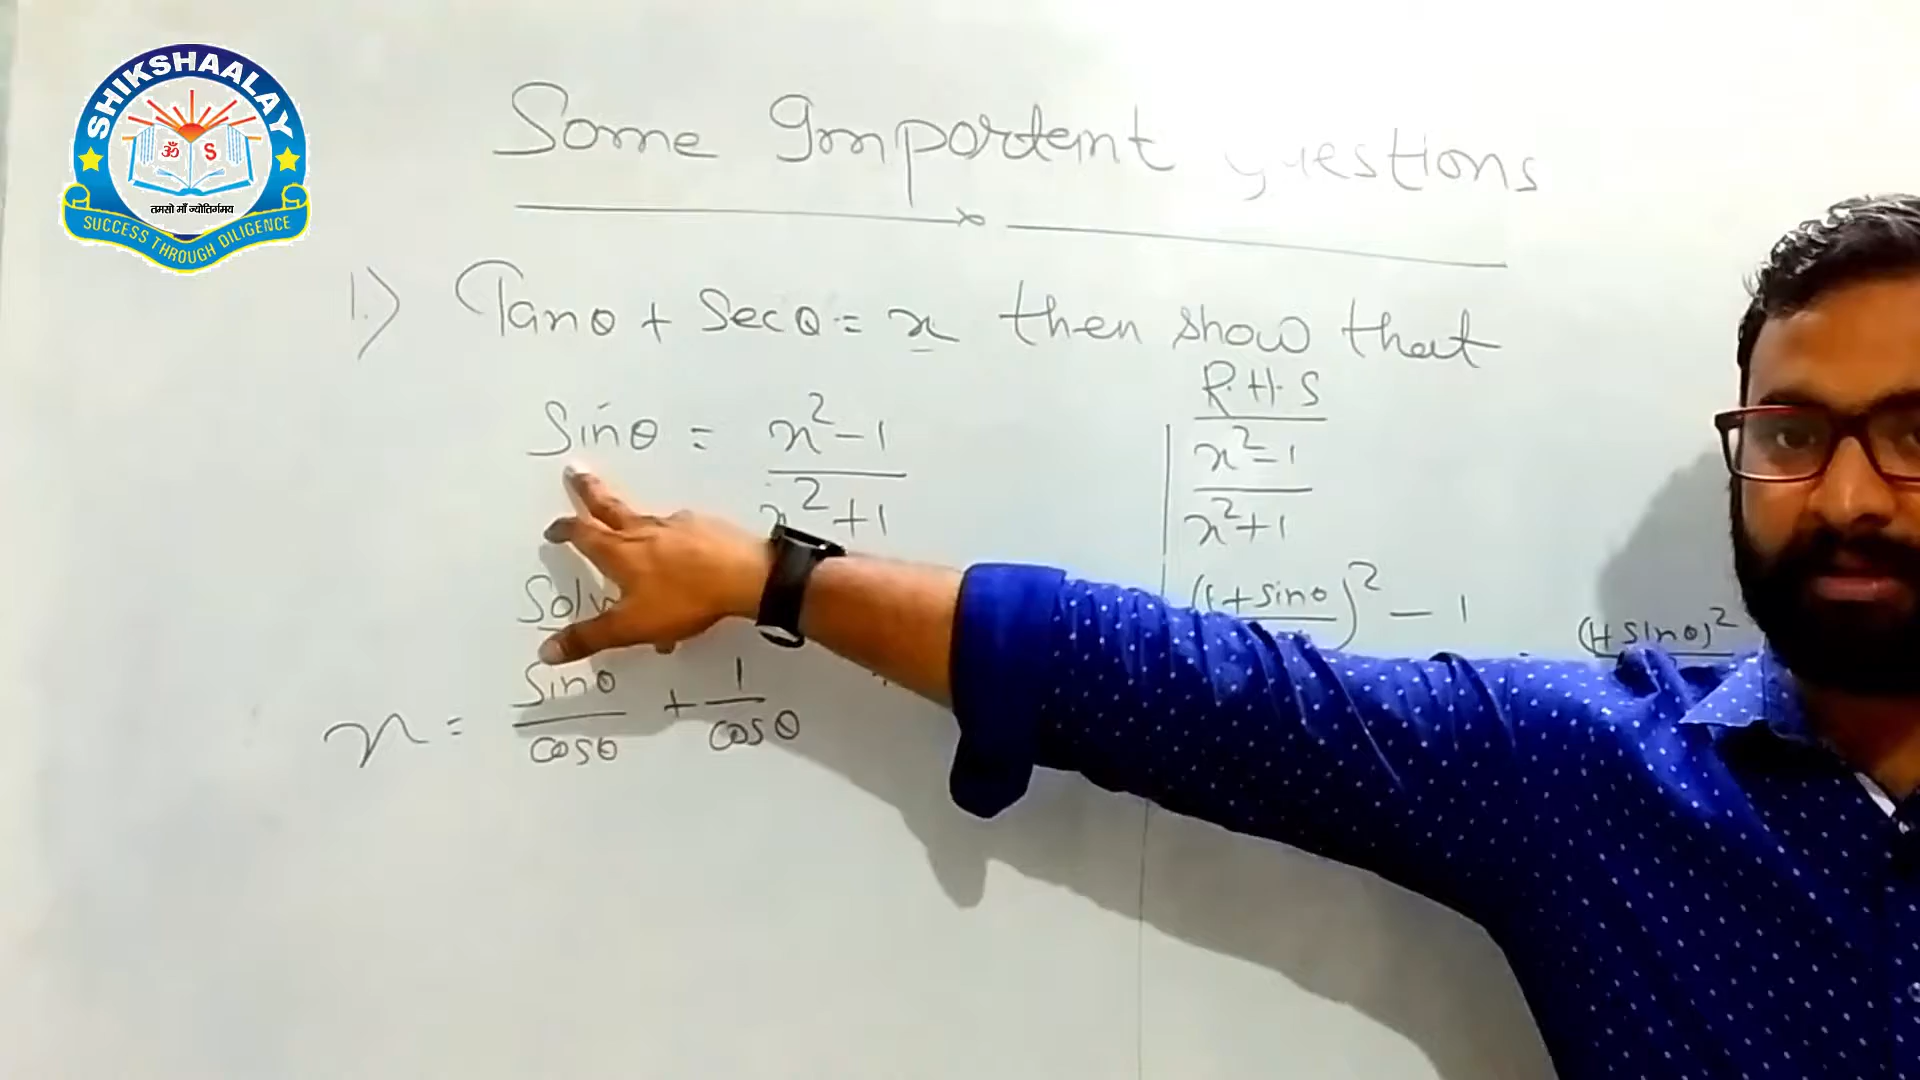 SHIKSHAALAY
ॐ S
तमसो माँ ज्योतिर्गमय
SUCCESS THROUGH DILIGENCE
Some Importent Questions
1.) Tanθ + Secθ = x then show that
Sinθ = x²-1 / x²+1
R.H.S
x²-1 / x²+1
(1+sinθ )² - 1
(1+sinθ)²
x = Sinθ/cosθ + 1/cosθ